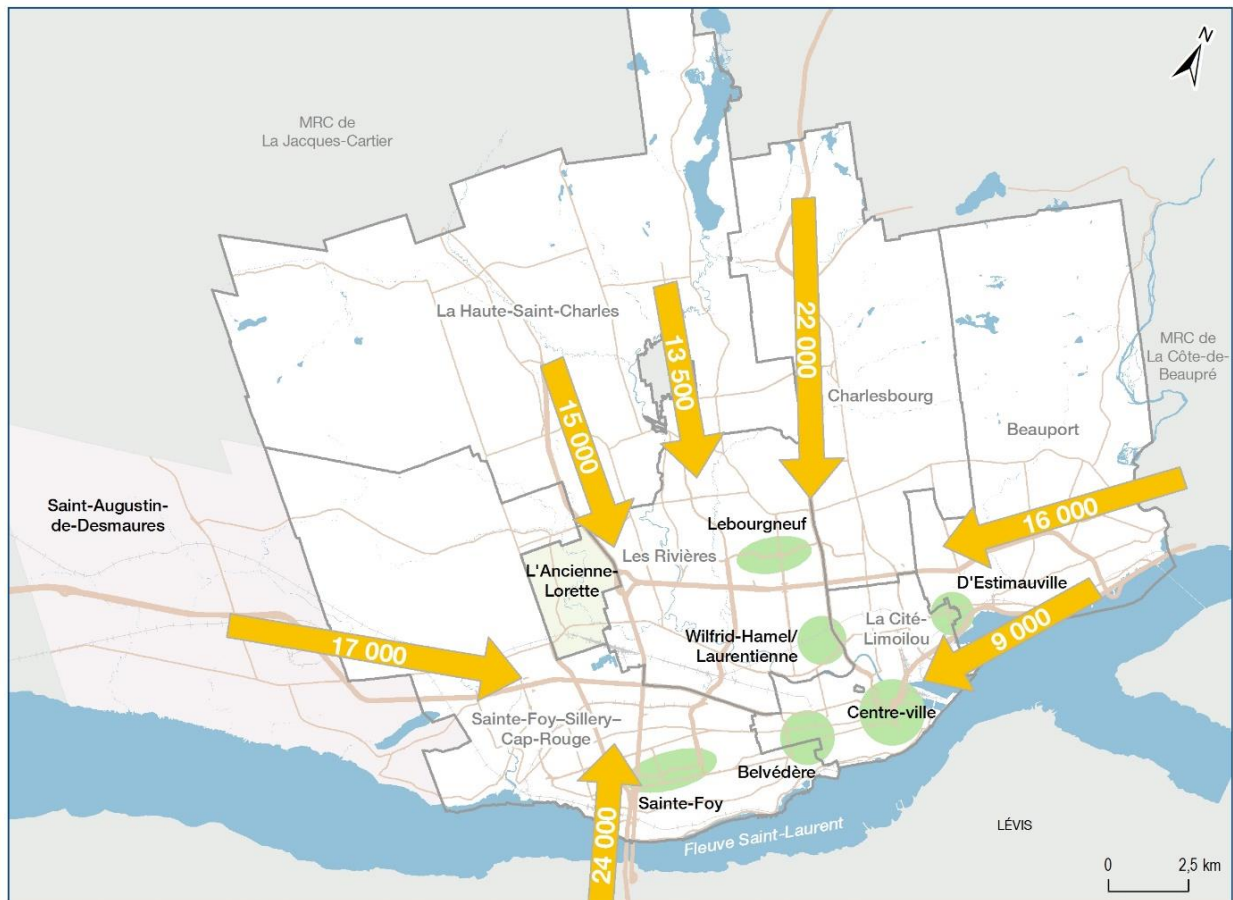 N
MRC de
La Jacques-Cartier
La Haute-Saint-Charles
22 000
13 500
MRC de
La Côte-de-
Beaupré
Charlesbourg
15 000
Beauport
Saint-Augustin-
de-Desmaures
16 000
Lebourgneuf
Les Rivières
L'Ancienne-
Lorette
D'Estimauville
La Cité-
Limoilou
9 000
17 000
Wilfrid-Hamel/
Laurentienne
Sainte-Foy–Sillery–
Cap-Rouge
Centre-ville
Belvédère
Sainte-Foy
24 000
Fleuve Saint-Laurent
LÉVIS
0 2,5 km